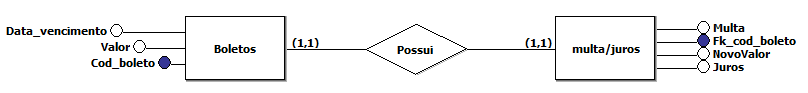 Data_vencimento
Valor
Cod_boleto
Boletos
(1,1)
Possui
(1,1)
multa/juros
Multa
Fk_cod_boleto
NovoValor
Juros